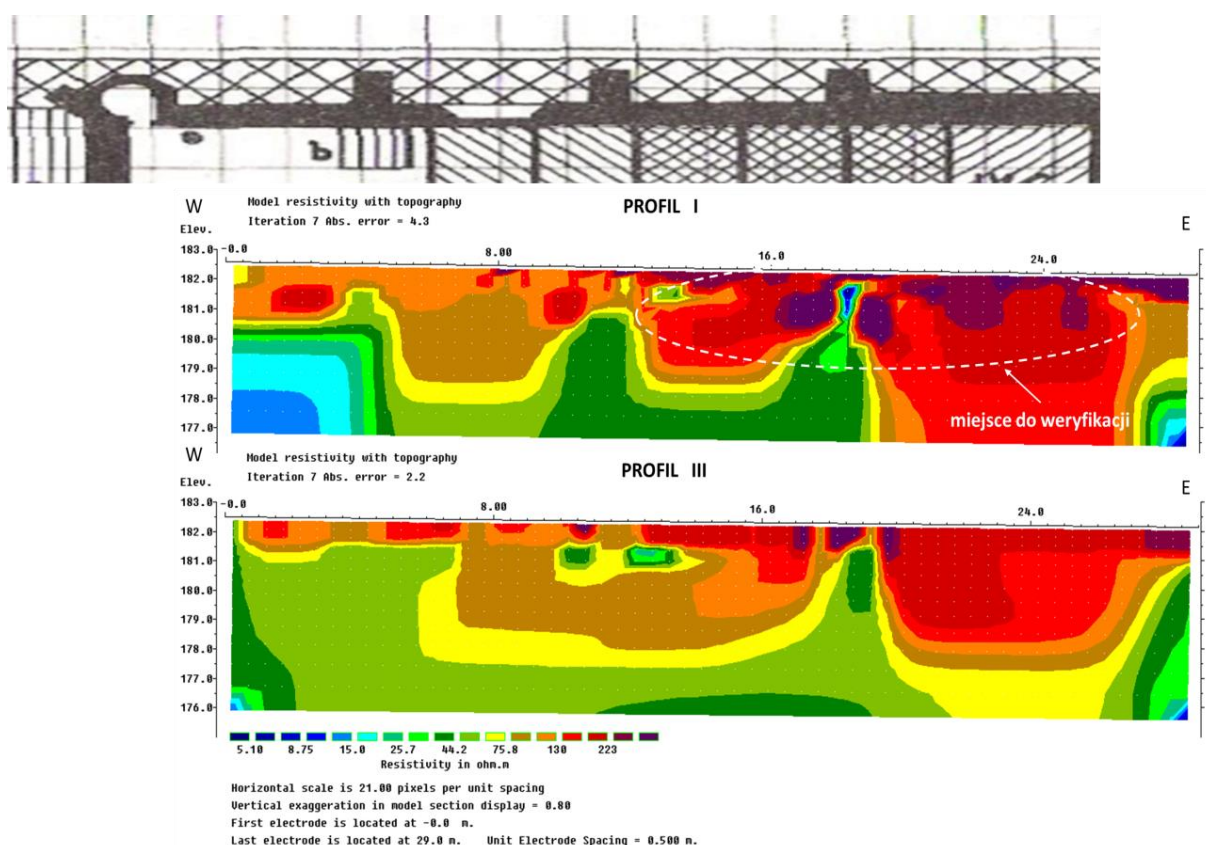 b
W
Model resistivity with topography
PROFIL I
E
Iteration 7 Abs. error = 4.3
Elev.
183.0
-0.0
8.00
16.0
24.0
182.0
181.0
180.0
179.0
178.0
177.0
miejsce do weryfikacji
W
Model resistivity with topography
PROFIL III
E
Iteration 7 Abs. error = 2.2
Elev.
183.0
-0.0
8.00
16.0
24.0
182.0
181.0
180.0
179.0
178.0
177.0
176.0
5.10 8.75 15.0 25.7 44.2 75.8 130 223
Resistivity in ohm.m
Horizontal scale is 21.00 pixels per unit spacing
Vertical exaggeration in model section display = 0.80
First electrode is located at -0.0 m.
Last electrode is located at 29.0 m. Unit Electrode Spacing = 0.500 m.